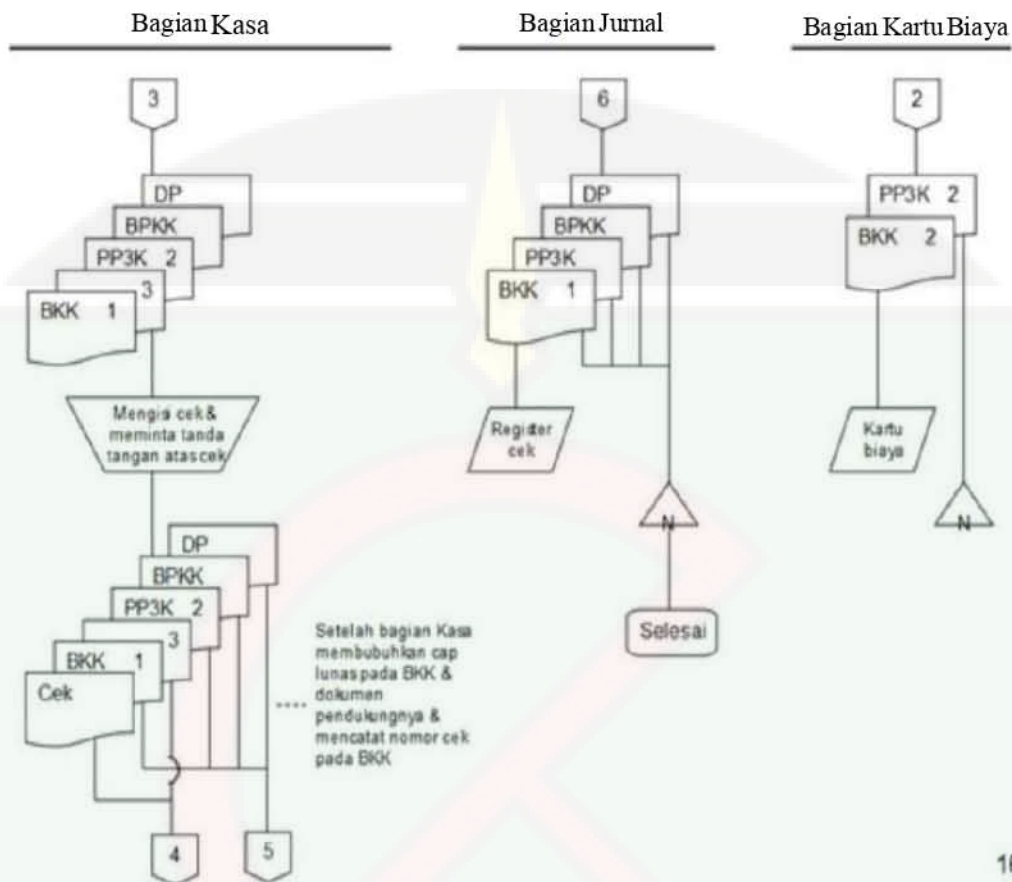 Bagian Kasa
3
DP
BPKK
PP3K 2
3
BKK 1
Mengisi cek &
meminta tanda
tangan atas cek
DP
BPKK
PP3K 2
3
BKK 1
Cek
Setelah bagian Kasa
membubuhkan cap
lunas pada BKK &
dokumen
pendukungnya &
mencatat nomor cek
pada BKK
4
5
Bagian Jurnal
6
DP
BPKK
PP3K
BKK 1
Register
cek
N
Selesai
Bagian Kartu Biaya
2
PP3K 2
BKK 2
Kartu
biaya
N
16